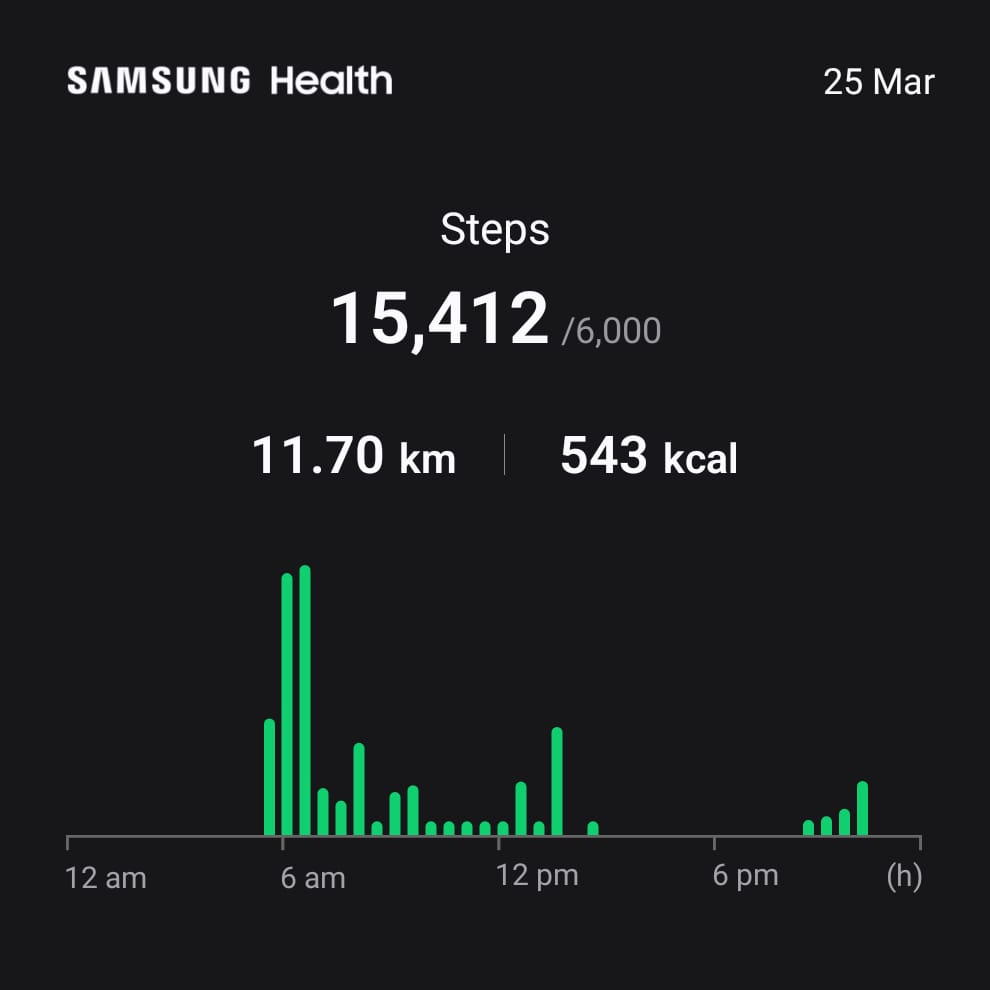 SAMSUNG Health
25 Mar
Steps
15,412 /6,000
11.70 km
543 kcal
12 am
6 am
12 pm
6 pm
(h)